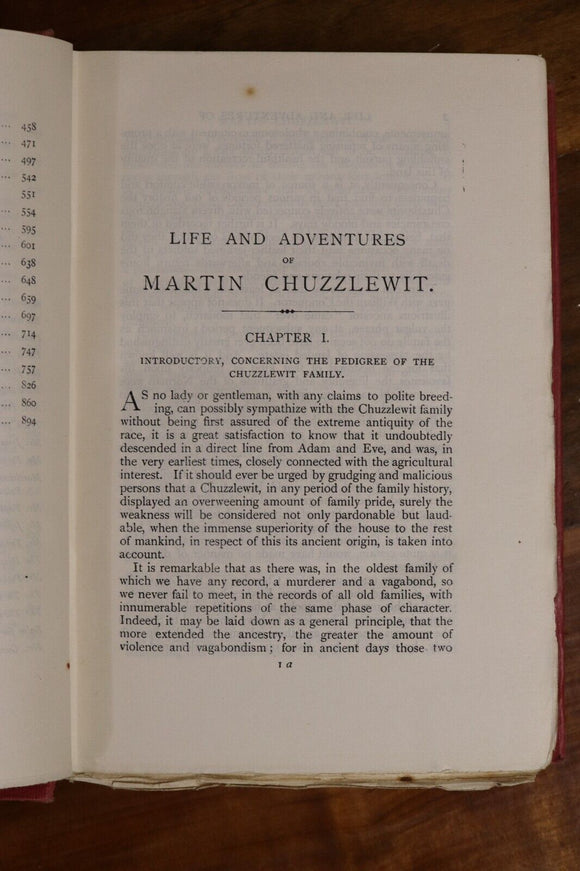 ... 458
... 471
... 497
... 542
551
... 554
... 595
... 601
... 638
... 648
... 659
... 697
... 714
... 747
... 757
... 826
... 860
... 894
LIFE AND ADVENTURES
OF
MARTIN CHUZZLEWIT.
CHAPTER I.
INTRODUCTORY, CONCERNING THE PEDIGREE OF THE
CHUZZLEWIT FAMILY.
AS no lady or gentleman, with any claims to polite breed-
ing, can possibly sympathize with the Chuzzlewit family
without being first assured of the extreme antiquity of the
race, it is a great satisfaction to know that it undoubtedly
descended in a direct line from Adam and Eve, and was, in
the very earliest times, closely connected with the agricultural
interest. If it should ever be urged by grudging and malicious
persons that a Chuzzlewit, in any period of the family history,
displayed an overweening amount of family pride, surely the
weakness will be considered not only pardonable but laud-
able, when the immense superiority of the house to the rest
of mankind, in respect of this its ancient origin, is taken into
account.
It is remarkable that as there was, in the oldest family of
which we have any record, a murderer and a vagabond, so
we never fail to meet, in the records of all old families, with
innumerable repetitions of the same phase of character.
Indeed, it may be laid down as a general principle, that the
more extended the ancestry, the greater the amount of
violence and vagabondism; for in ancient days those two
1 a